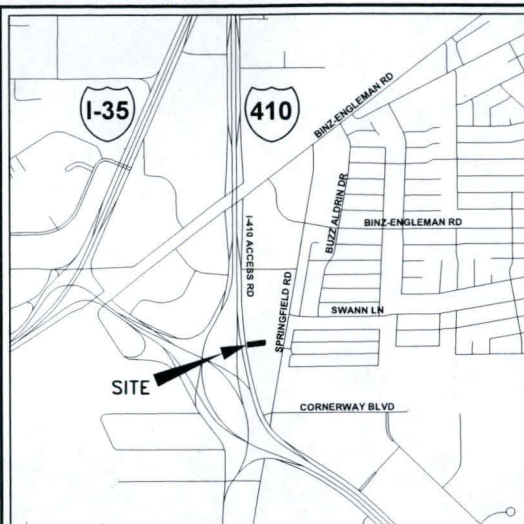 I-35
410
BINZ-ENGLEMAN RD
BUZZ ALDRIN DR
BINZ-ENGLEMAN RD
I-410 ACCESS RD
SPRINGFIELD RD
SWANN LN
SITE
CORNERWAY BLVD